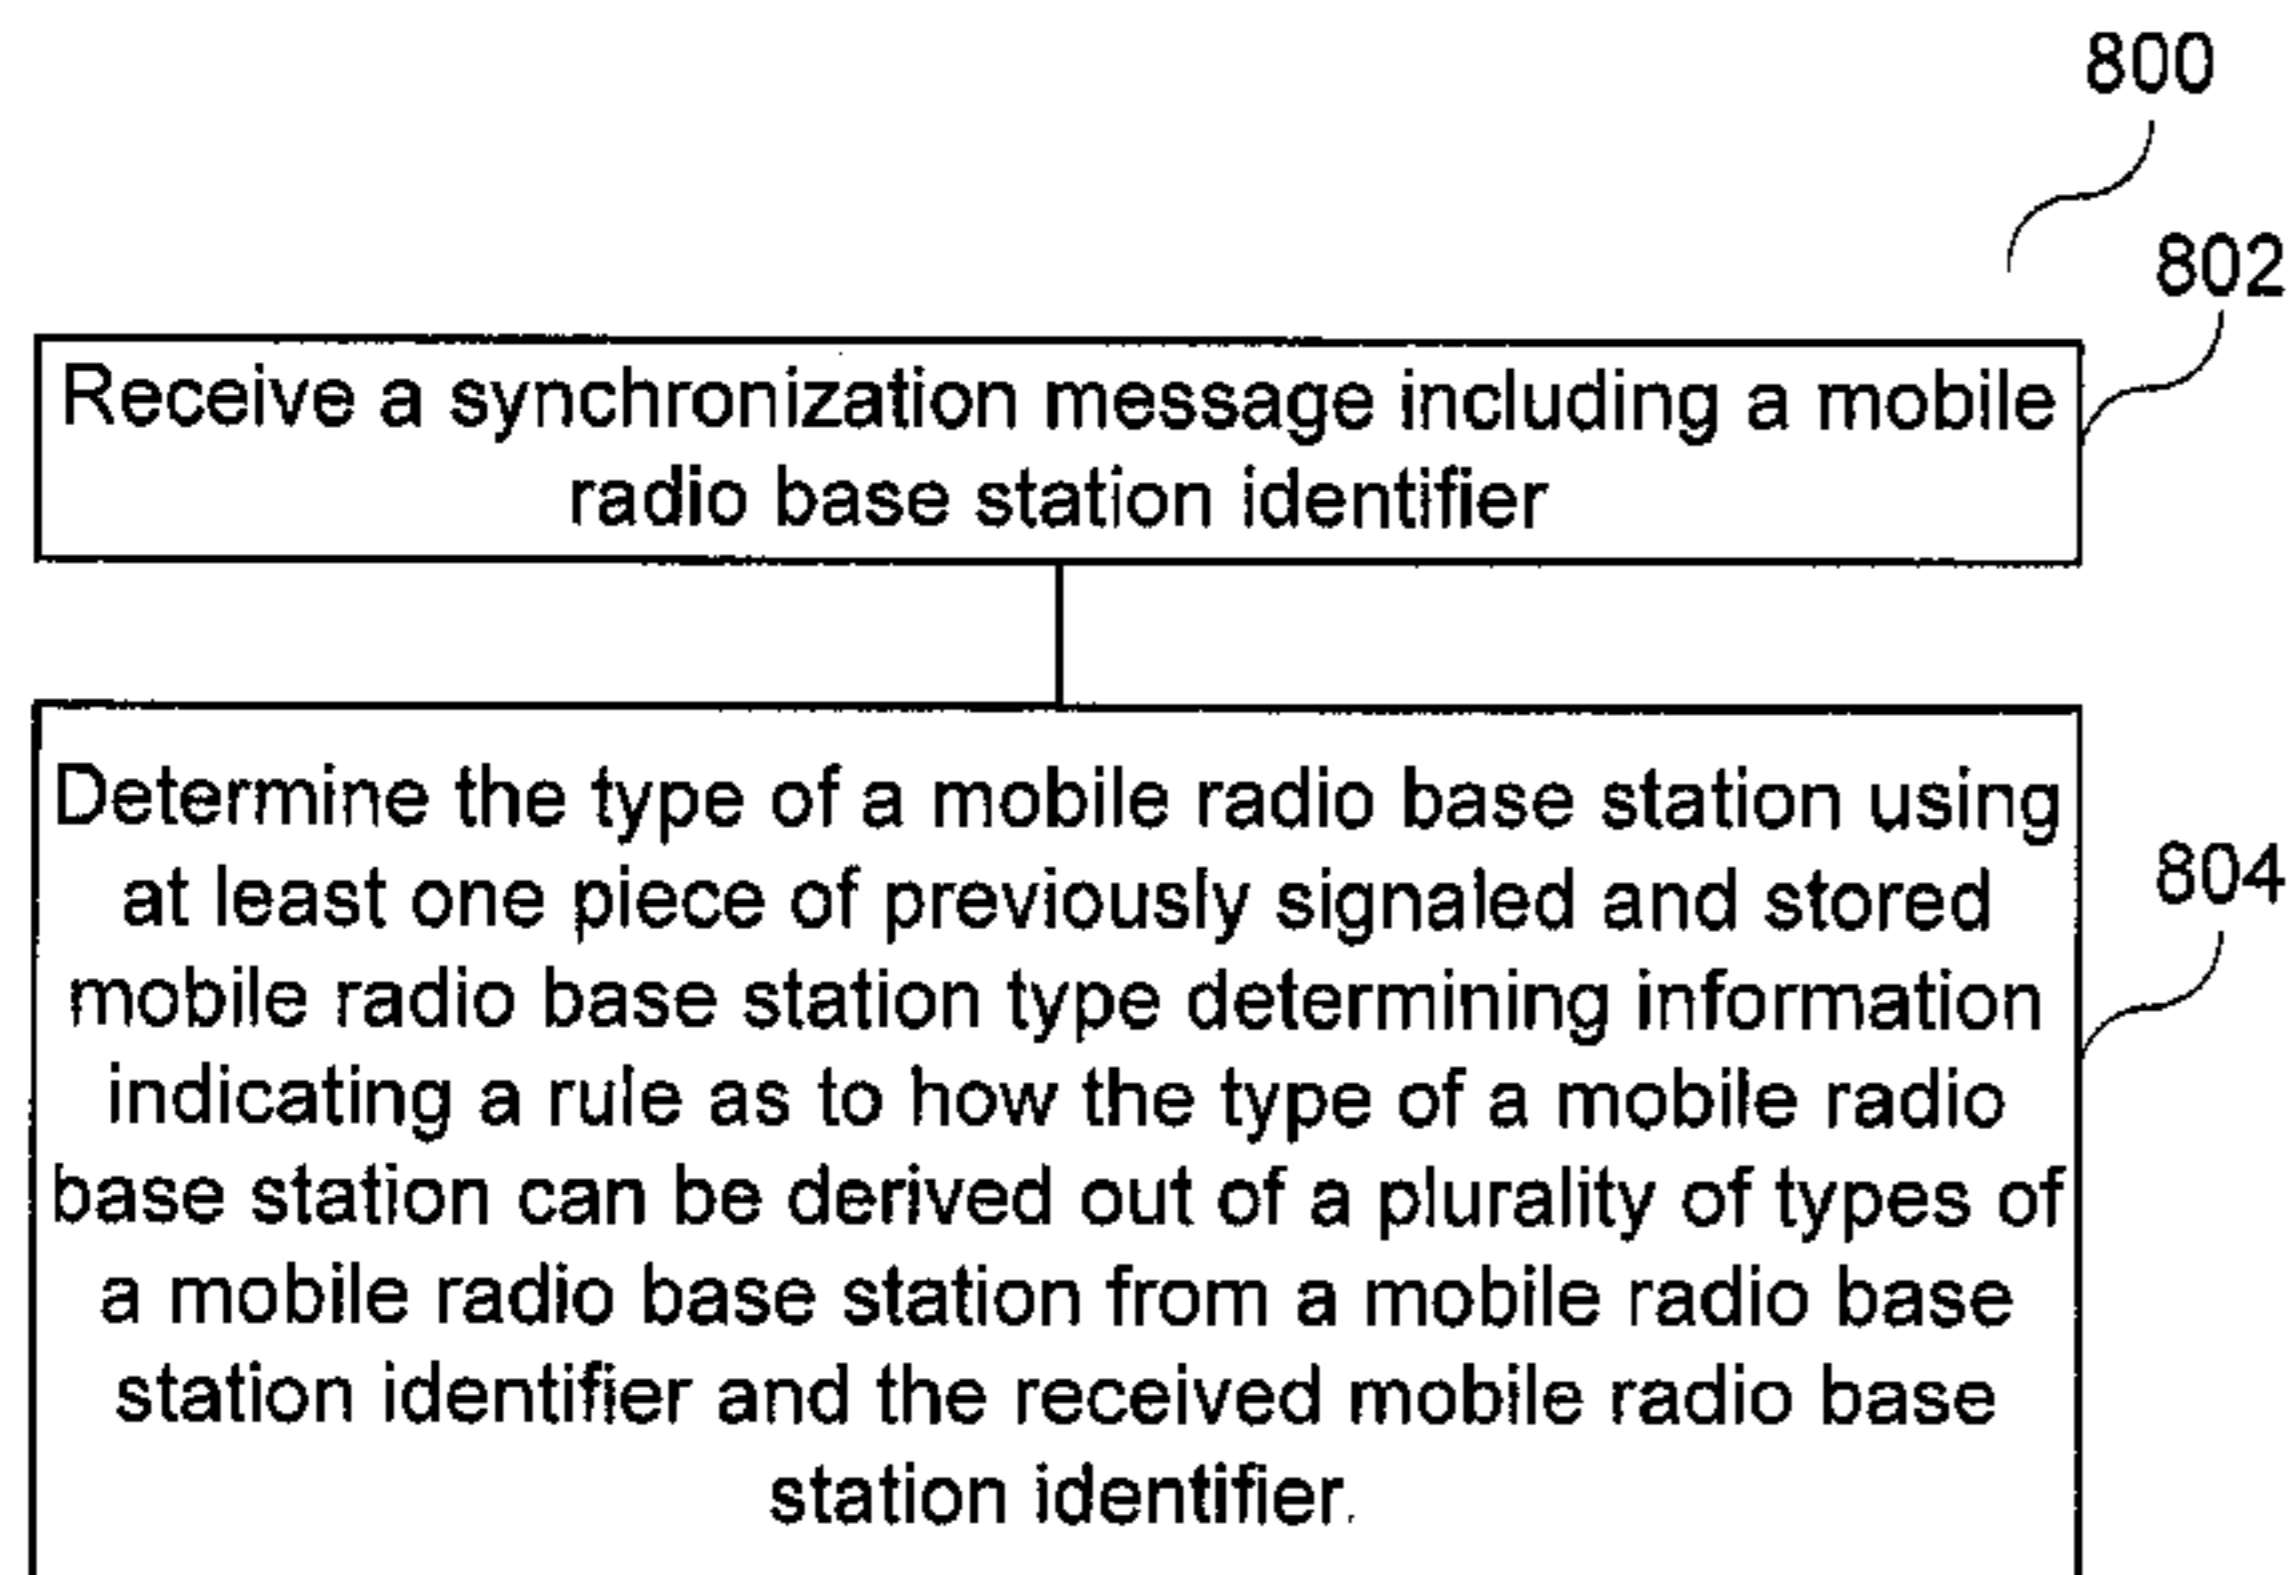 800
802
Receive a synchronization message including a mobile
radio base station identifier
Determine the type of a mobile radio base station using
at least one piece of previously signaled and stored
mobile radio base station type determining information
indicating a rule as to how the type of a mobile radio
base station can be derived out of a plurality of types of
a mobile radio base station from a mobile radio base
station identifier and the received mobile radio base
station identifier.
804